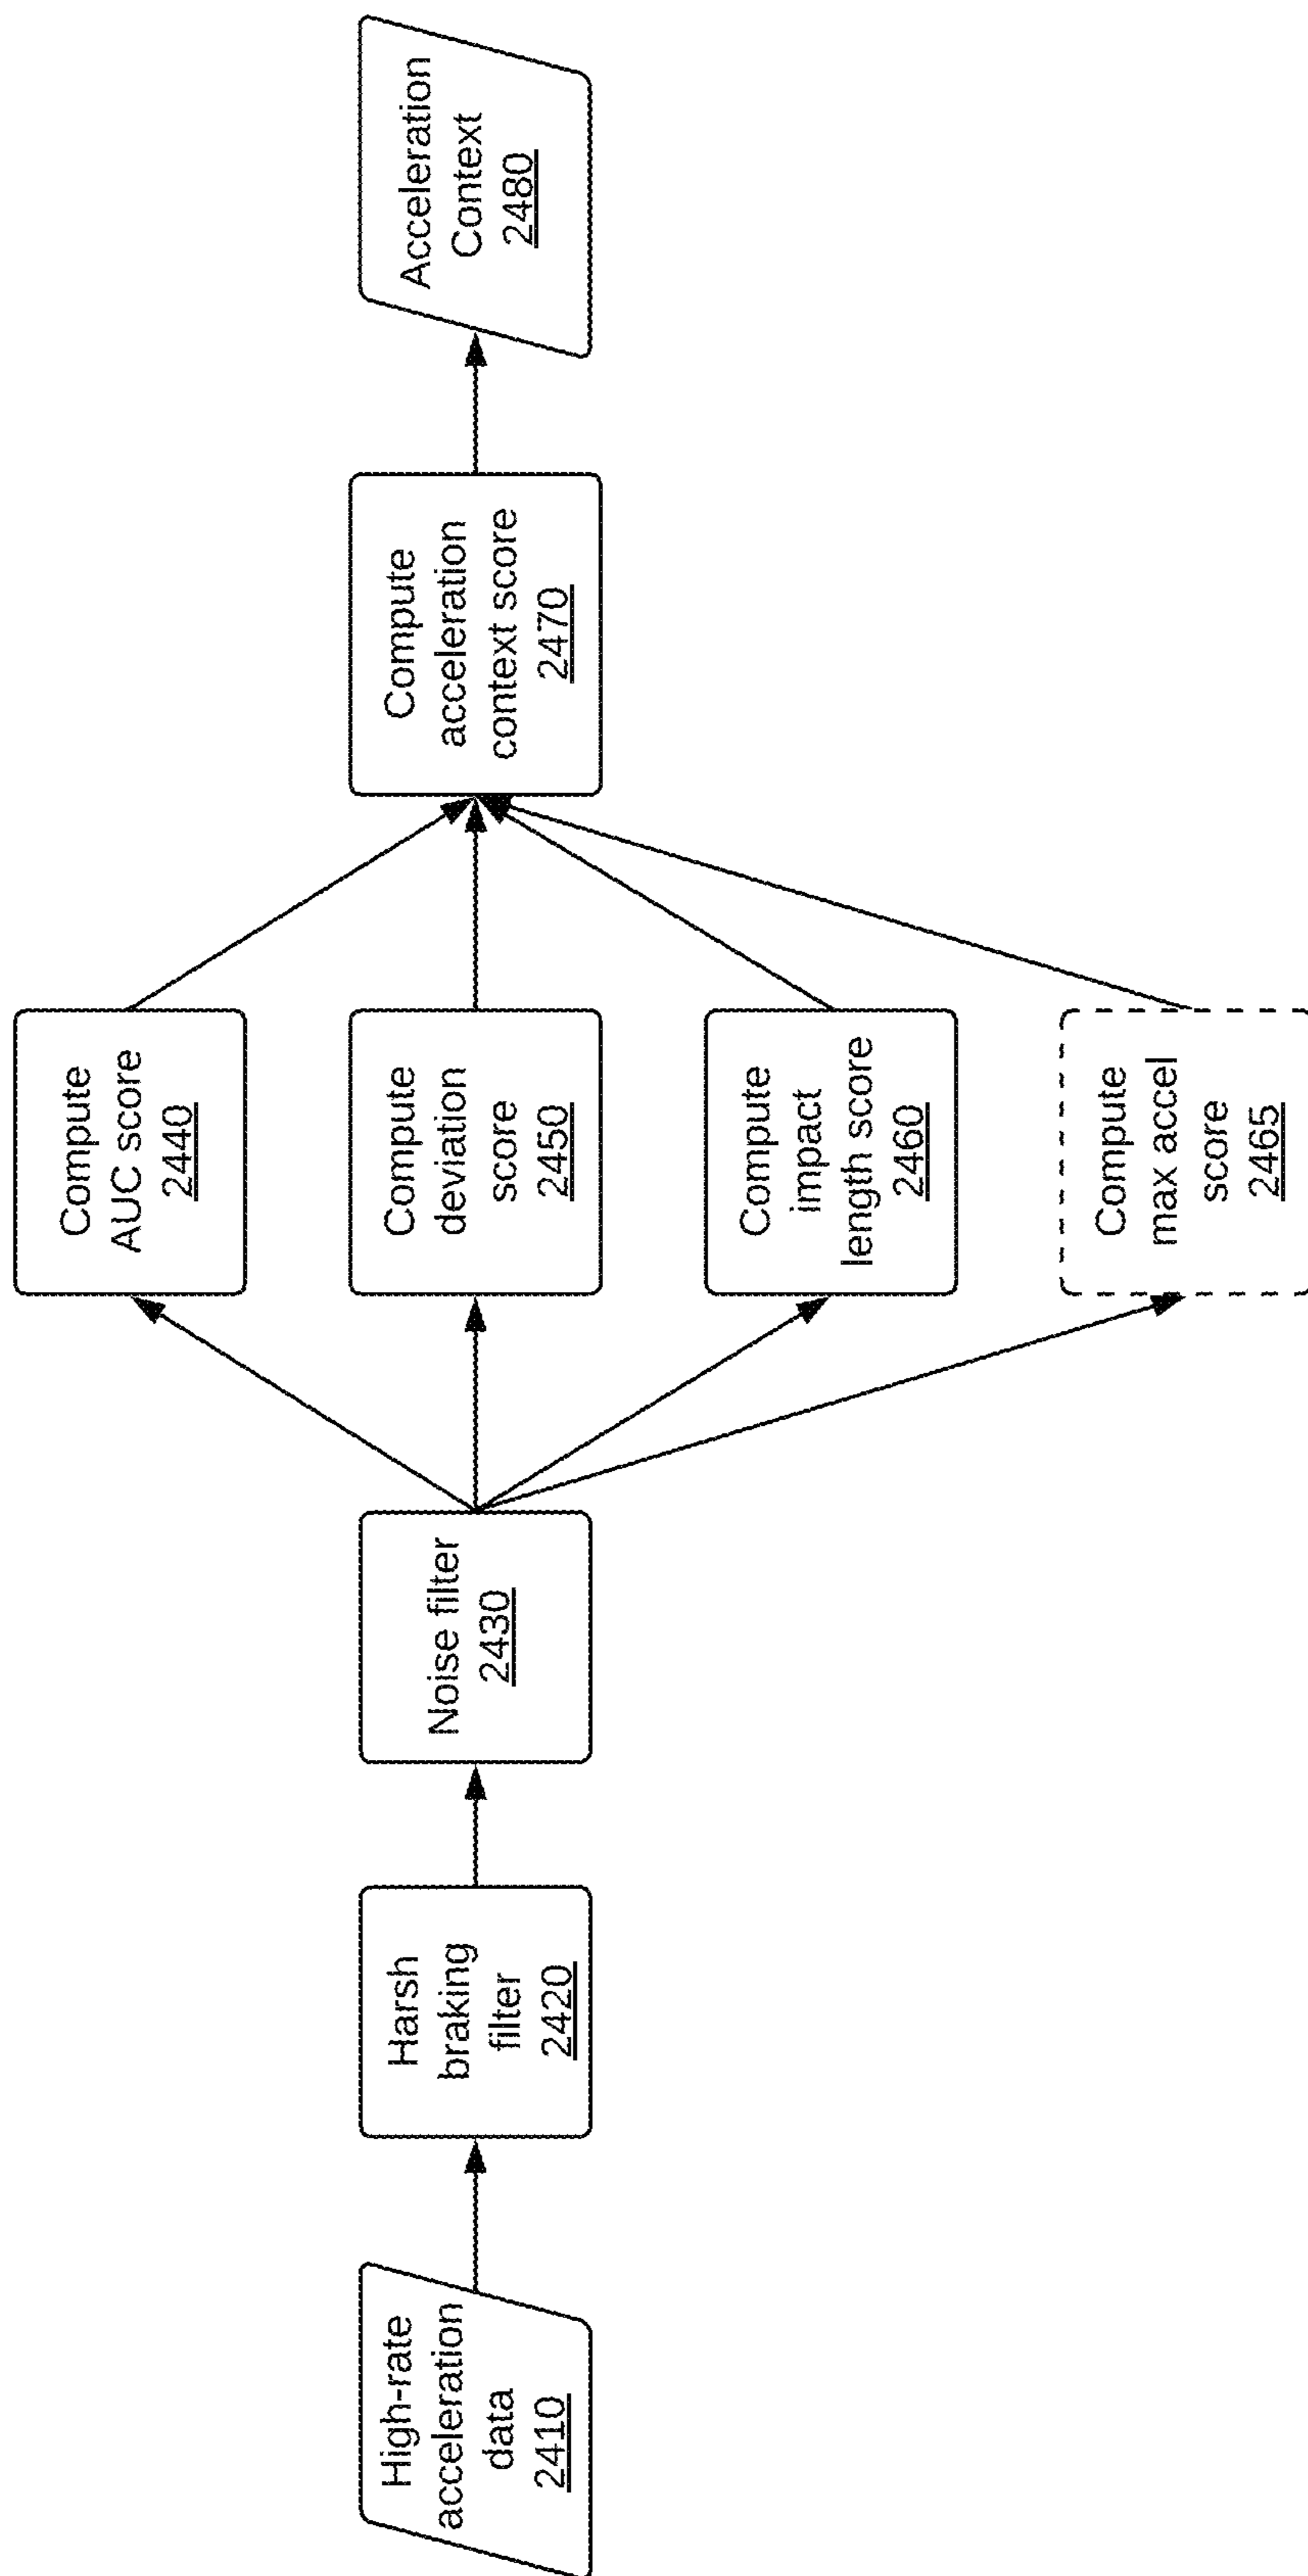 High-rate
acceleration
data
2410
Harsh
braking
filter
2420
Noise filter
2430
Compute
AUC score
2440
Compute
deviation
score
2450
Compute
impact
length score
2460
Compute
max accel
score
2465
Compute
acceleration
context score
2470
Acceleration
Context
2480